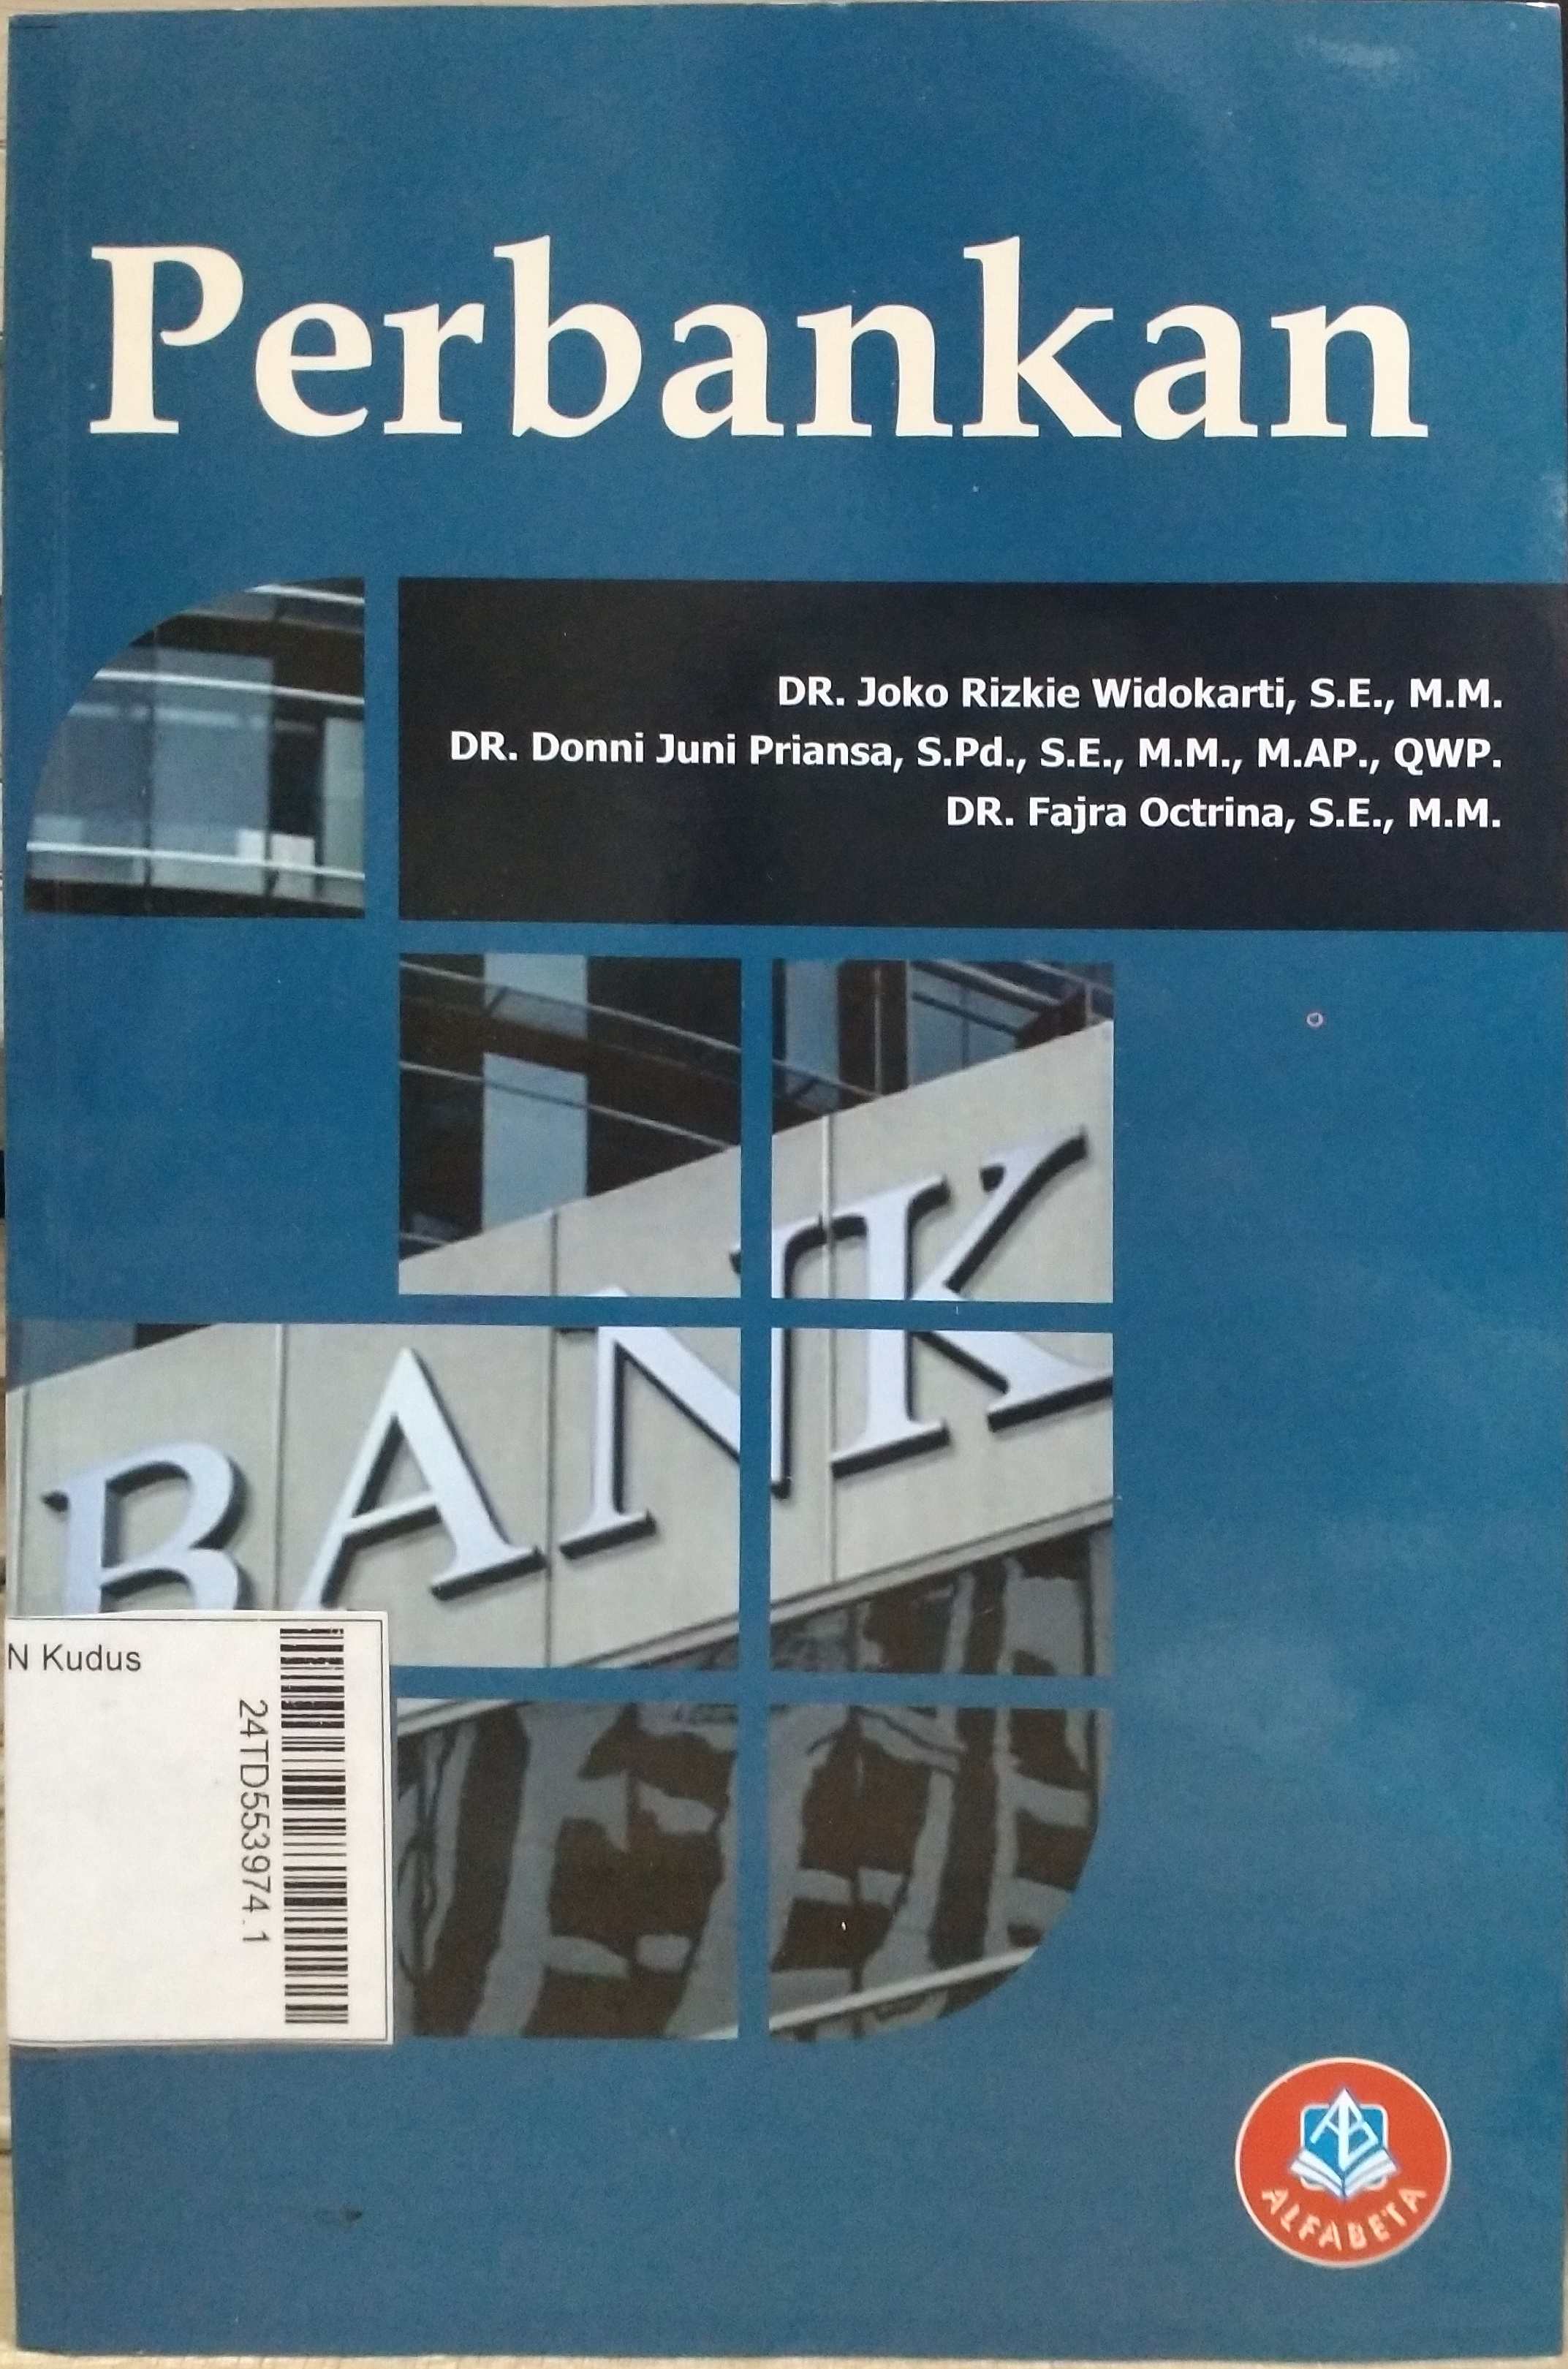 Perbankan
DR. Joko Rizkie Widokarti, S.E., M.M.
DR. Donni Juni Priansa, S.Pd., S.E., M.M., M.AP., QWP.
DR. Fajra Octrina, S.E., M.M.
BANK
N Kudus
24TD553974.1
AB
ALFABETA